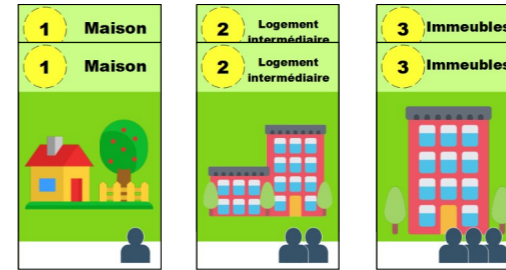 1 Maison
1 Maison
2 Logement
intermédiaire
2 Logement
intermédiaire
3 Immeubles
3 Immeubles